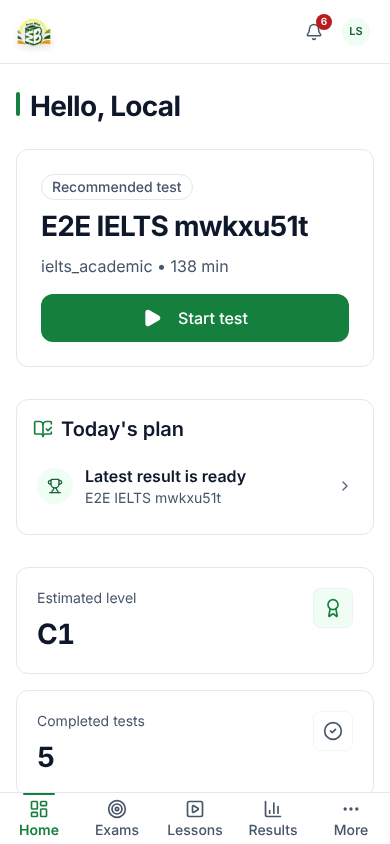 6
LS
Hello, Local
Recommended test
E2E IELTS mwkxu51t
ielts_academic • 138 min
Start test
Today's plan
Latest result is ready
E2E IELTS mwkxu51t
Estimated level
C1
Completed tests
5
Home
Exams
Lessons
Results
More